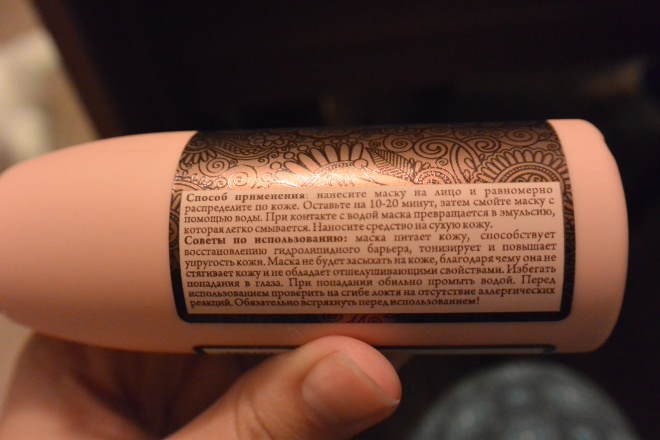 Способ применения: нанесите маску на лицо и равномерно
распределите по коже. Оставьте на 10-20 минут, затем смойте маску с
помощью воды. При контакте с водой маска превращается в эмульсию,
которая легко смывается. Наносите средство на сухую кожу.
Советы по использованию: маска питает кожу, способствует
восстановлению гидролипидного барьера, тонизирует и повышает
упругость кожи. Маска не будет засыхать на коже, благодаря чему она не
стягивает кожу и не обладает отшелушивающими свойствами. Избегать
попадания в глаза. При попадании обильно промыть водой. Перед
использованием проверить на сгибе локтя на отсутствие аллергических
реакций. Обязательно встряхнуть перед использованием!